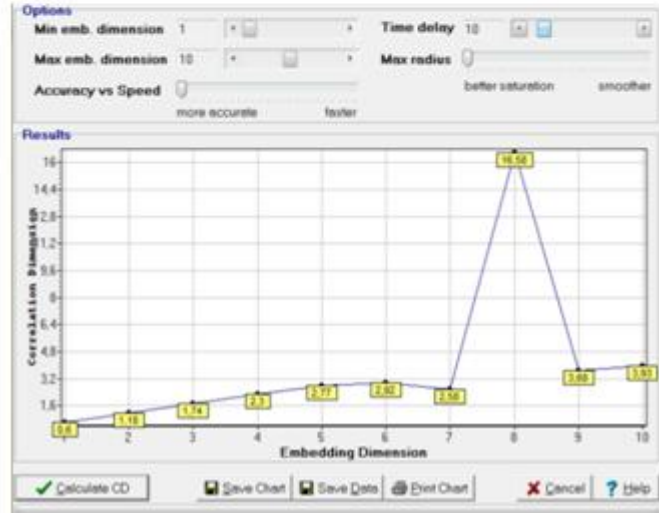 Options
Min emb. dimension 1 Time delay 10
Max emb. dimension 10 Max radius
better saturation smoother
Accuracy vs Speed
more accurate faster
Results
16
14,4
2,8
1,2
9,6
8
6,4
4,8
3,2
1,6
Correlation Dimension
0,6 1,18 1,74 2,3 2,77 2,92 2,58 16,58 3,68 3,93
1 2 3 4 5 6 7 8 9 10
Embedding Dimension
Calculate CD Save Chart Save Data Print Chart Cancel Help